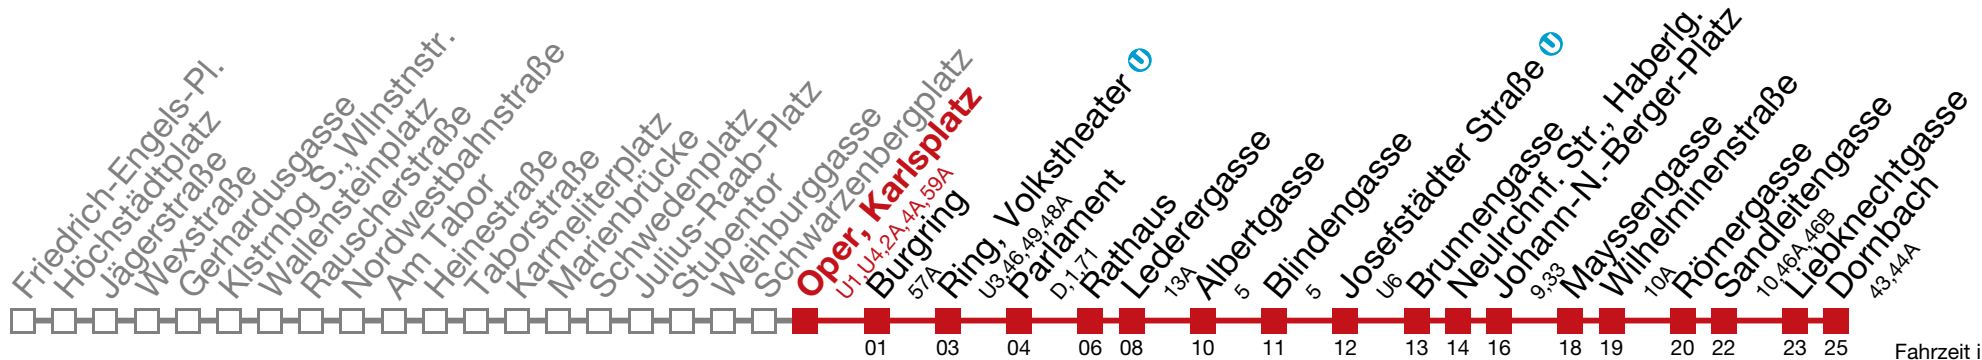 Friedrich-Engels-Pl.
Höchstädtplatz
Jägerstraße
Wexstraße
Gerhardusgasse
Klstrnbg S., Wllnstnstr.
Wallensteinplatz
Rauscherstraße
Nordwestbahnstraße
Am Tabor
Heinestraße
Taborstraße
Karmeliterplatz
Marienbrücke
Schwedenplatz
Julius-Raab-Platz
Stubentor
Weihburggasse
Schwarzenbergplatz
Oper, Karlsplatz
U1,U4,2A,4A,59A
Burgring
57A
Ring, Volkstheater U
U3,46,49,48A
Parlament
D,1,71
Rathaus
Lederergasse
13A
Albertgasse
5
Blindengasse
5
Josefstädter Straße U
U6
Brunnengasse
Neulrchnf. Str., Haberlg.
Johann-N.-Berger-Platz
9,33
Mayssengasse
Wilhelminenstraße
10A
Römergasse
Sandleitengasse
10,46A,46B
Liebknechtgasse
Dornbach
43,44A
01 03 04 06 08 10 11 12 13 14 16 18 19 20 22 23 25 Fahrzeit i